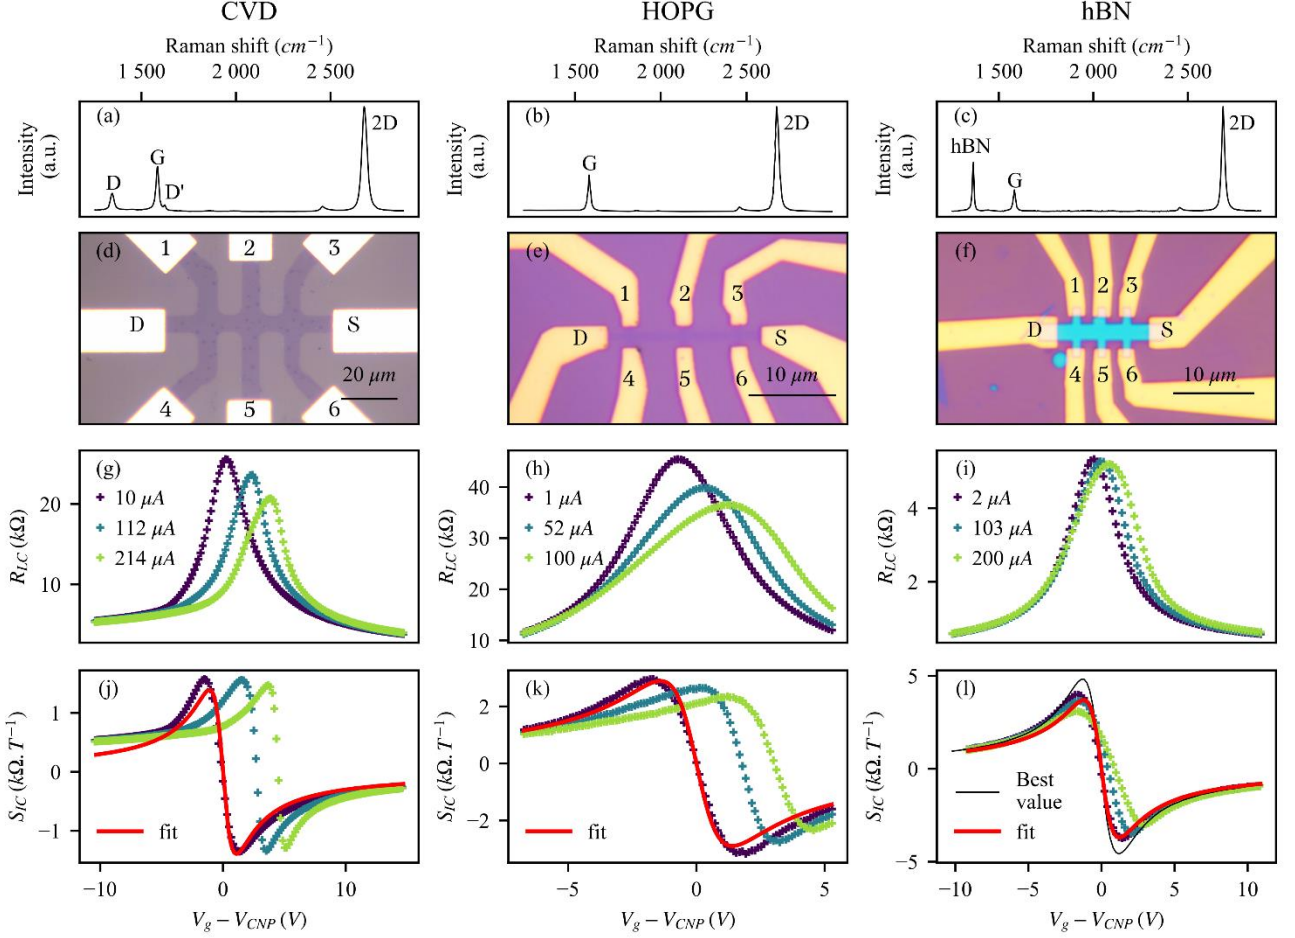 CVD HOPG hBN
Raman shift (cm⁻¹) Raman shift (cm⁻¹) Raman shift (cm⁻¹)
1 500 2 000 2 500 1 600 2 000 2 400 1 500 2 000 2 500
Intensity (a.u.) (a) D G D' 2D
Intensity (a.u.) (b) G 2D
Intensity (a.u.) (c) hBN G 2D
(d) 1 2 3 D S 4 5 6 20 μm
(e) 1 2 3 D S 4 5 6 10 μm
(f) 1 2 3 D S 4 5 6 10 μm
R_LC (kΩ) 20 10 (g) 10 μA 112 μA 214 μA
R_LC (kΩ) 40 30 20 10 (h) 1 μA 52 μA 100 μA
R_LC (kΩ) 4 2 (i) 2 μA 103 μA 200 μA
S_IC (kΩ. T⁻¹) 1 0 −1 (j) fit
S_IC (kΩ. T⁻¹) 2 0 −2 (k) fit
S_IC (kΩ. T⁻¹) 5 0 −5 (l) Best value fit
−10 0 10 −5 0 5 −10 −5 0 5 10
V_g − V_CNP (V) V_g − V_CNP (V) V_g − V_CNP (V)